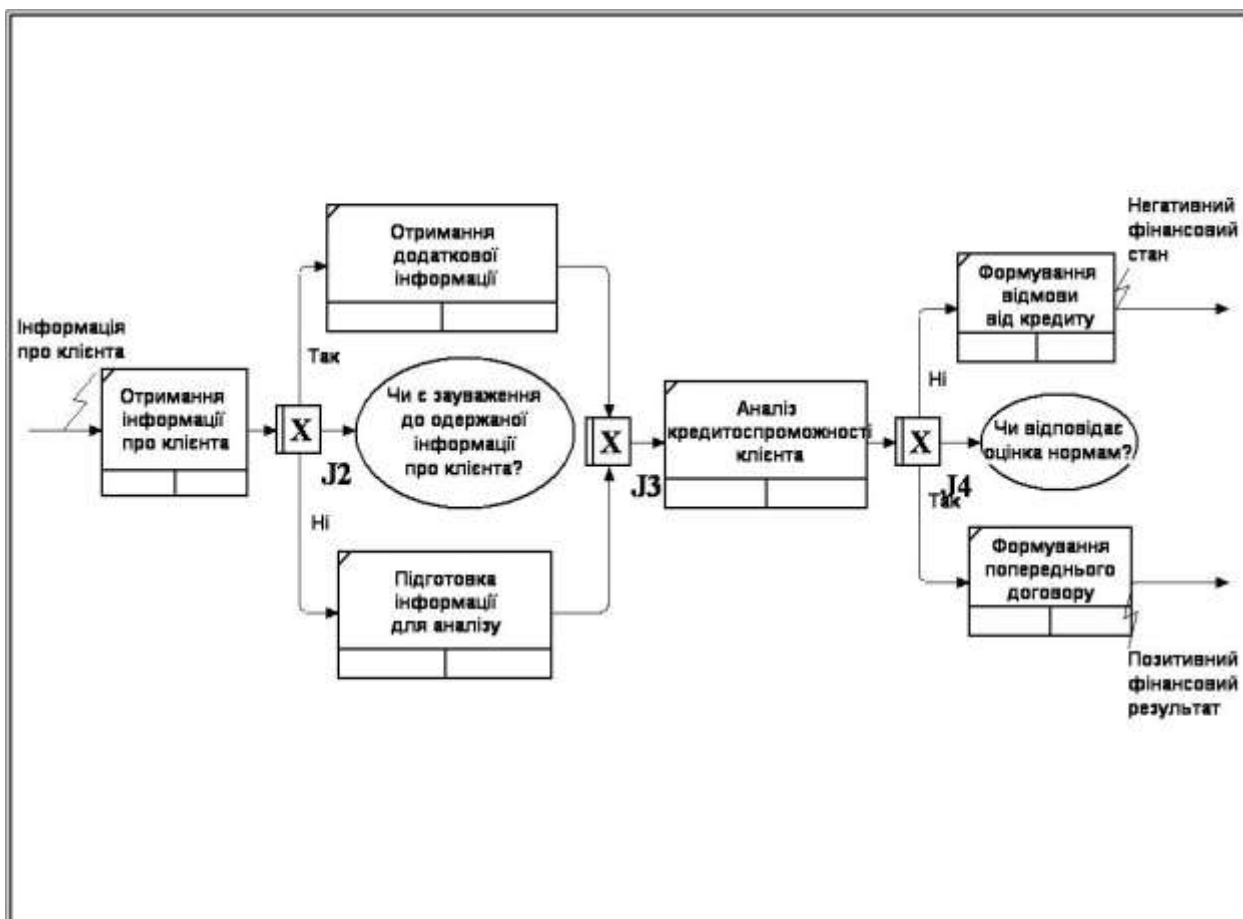 Інформація
про клієнта
Отримання
інформації
про клієнта
X
J2
Так
Ні
Отримання
додаткової
інформації
Чи є зауваження
до одержаної
інформації
про клієнта?
Підготовка
інформації
для аналізу
X
J3
Аналіз
кредитоспроможності
клієнта
X
J4
Ні
Так
Формування
відмови
від кредиту
Негативний
фінансовий
стан
Чи відповідає
оцінка нормам?
Формування
попереднього
договору
Позитивний
фінансовий
результат